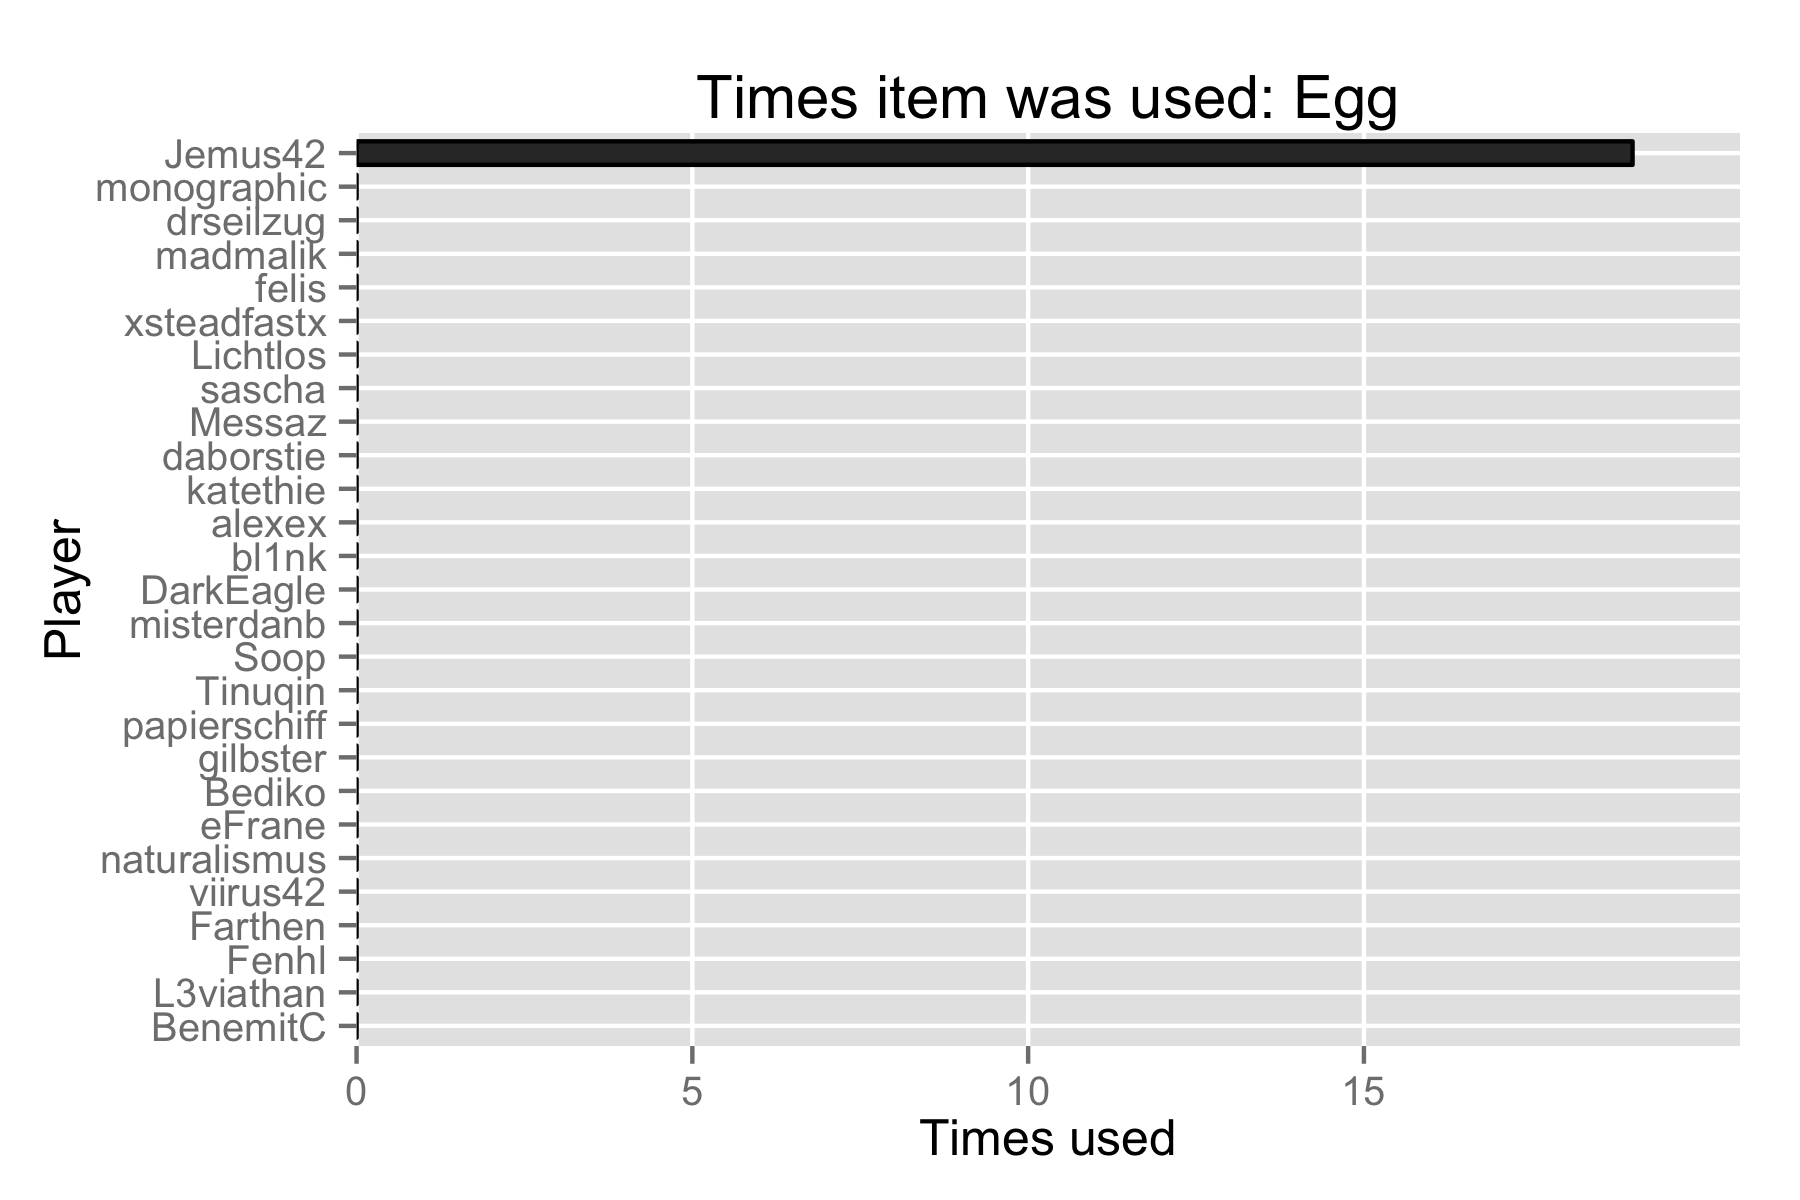 Times item was used: Egg
Jemus42
monographic
drseilzug
madmalik
felis
xsteadfastx
Lichtlos
sascha
Messaz
daborstie
katethie
alexex
bl1nk
DarkEagle
misterdanb
Soop
Tinuqin
papierschiff
gilbster
Bediko
eFrane
naturalismus
viirus42
Farthen
Fenhl
L3viathan
BenemitC
Player
0 5 10 15
Times used